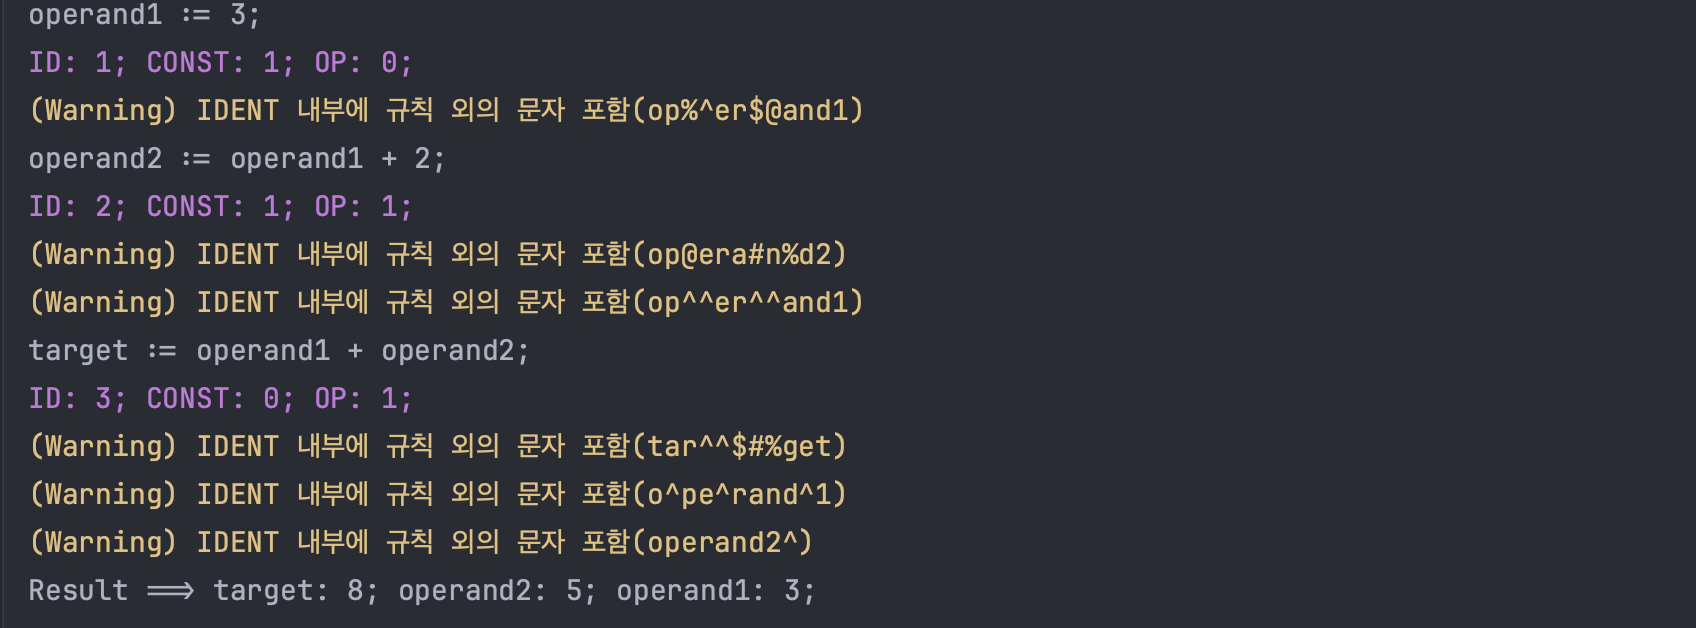 operand1 := 3;
ID: 1; CONST: 1; OP: 0;
(Warning) IDENT 내부에 규칙 외의 문자 포함(op%^er$@and1)
operand2 := operand1 + 2;
ID: 2; CONST: 1; OP: 1;
(Warning) IDENT 내부에 규칙 외의 문자 포함(op@era#n%d2)
(Warning) IDENT 내부에 규칙 외의 문자 포함(op^^er^^and1)
target := operand1 + operand2;
ID: 3; CONST: 0; OP: 1;
(Warning) IDENT 내부에 규칙 외의 문자 포함(tar^^$#%get)
(Warning) IDENT 내부에 규칙 외의 문자 포함(o^pe^rand^1)
(Warning) IDENT 내부에 규칙 외의 문자 포함(operand2^)
Result ==> target: 8; operand2: 5; operand1: 3;